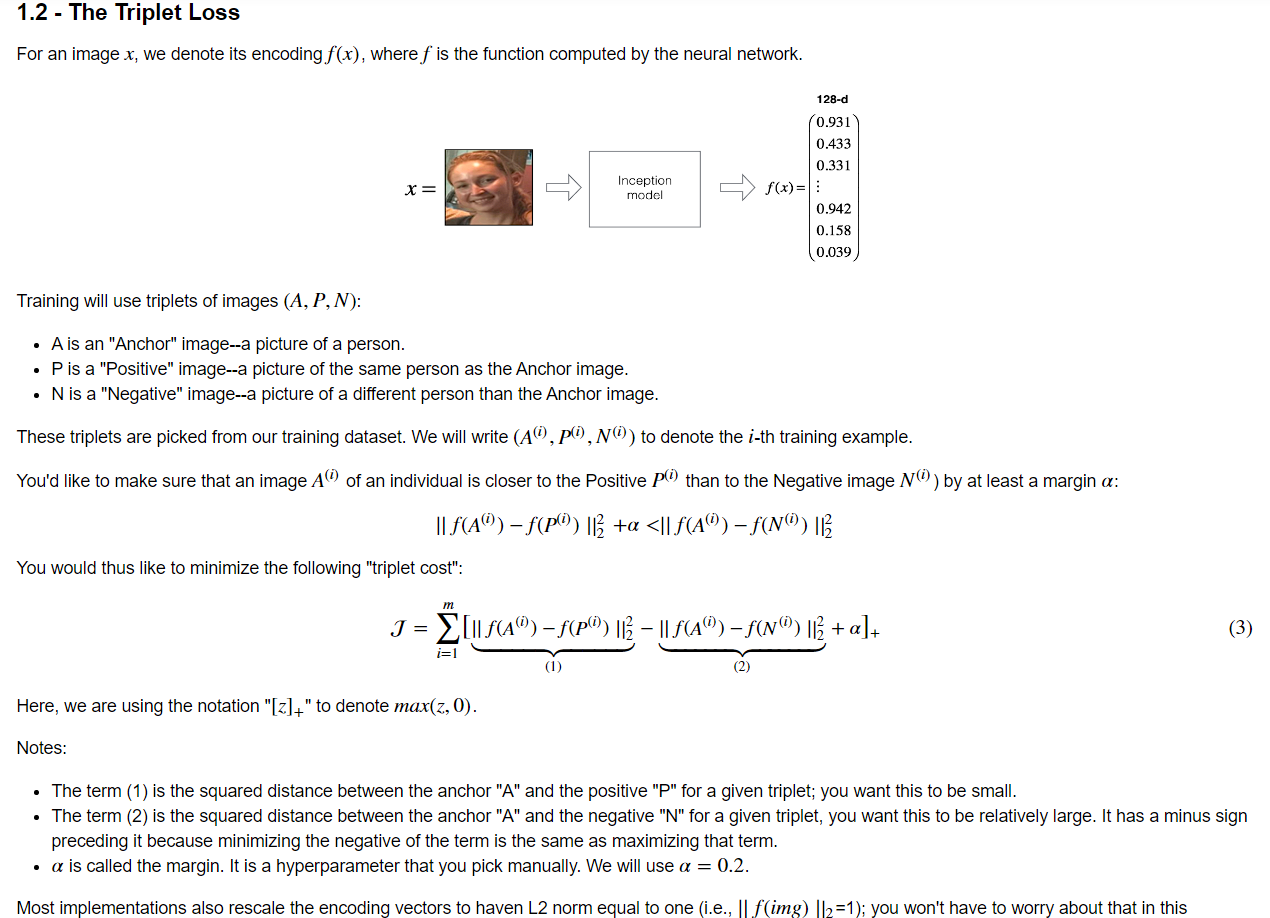 1.2 - The Triplet Loss
For an image x, we denote its encoding f(x), where f is the function computed by the neural network.
128-d
x =
Inception
model
f(x) =
0.931
0.433
0.331
⋮
0.942
0.158
0.039
Training will use triplets of images (A, P, N):
• A is an "Anchor" image--a picture of a person.
• P is a "Positive" image--a picture of the same person as the Anchor image.
• N is a "Negative" image--a picture of a different person than the Anchor image.
These triplets are picked from our training dataset. We will write (A⁽ⁱ⁾, P⁽ⁱ⁾, N⁽ⁱ⁾) to denote the i-th training example.
You'd like to make sure that an image A⁽ⁱ⁾ of an individual is closer to the Positive P⁽ⁱ⁾ than to the Negative image N⁽ⁱ⁾) by at least a margin α:
|| f(A⁽ⁱ⁾) − f(P⁽ⁱ⁾) ||₂² +α <|| f(A⁽ⁱ⁾) − f(N⁽ⁱ⁾) ||₂²
You would thus like to minimize the following "triplet cost":
𝒥 = ∑ᵢ₌₁ᵐ [|| f(A⁽ⁱ⁾) − f(P⁽ⁱ⁾) ||₂² − || f(A⁽ⁱ⁾) − f(N⁽ⁱ⁾) ||₂² + α]₊ (3)
(1) (2)
Here, we are using the notation "[z]₊" to denote max(z, 0).
Notes:
• The term (1) is the squared distance between the anchor "A" and the positive "P" for a given triplet; you want this to be small.
• The term (2) is the squared distance between the anchor "A" and the negative "N" for a given triplet, you want this to be relatively large. It has a minus sign
preceding it because minimizing the negative of the term is the same as maximizing that term.
• α is called the margin. It is a hyperparameter that you pick manually. We will use α = 0.2.
Most implementations also rescale the encoding vectors to haven L2 norm equal to one (i.e., || f(img) ||₂=1); you won't have to worry about that in this